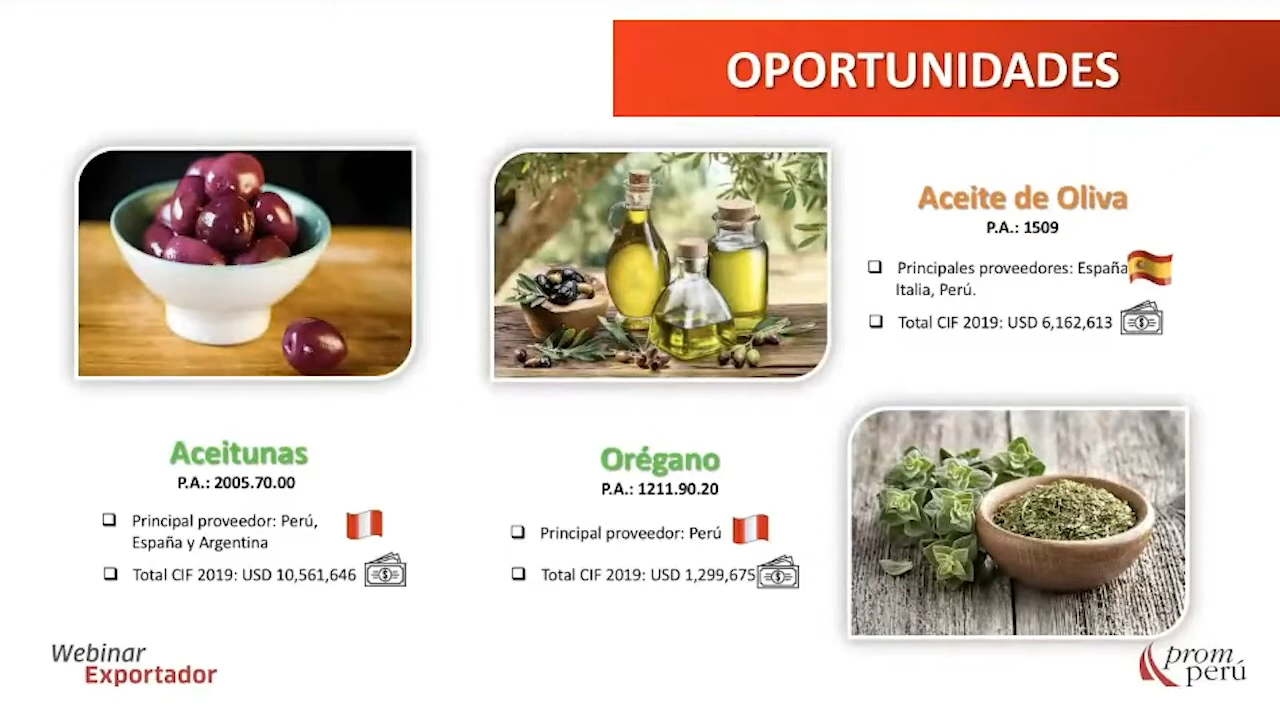 OPORTUNIDADES
Aceite de Oliva
P.A.: 1509
Principales proveedores: España
Italia, Perú.
Total CIF 2019: USD 6,162,613
Aceitunas
P.A.: 2005.70.00
Principal proveedor: Perú,
España y Argentina
Total CIF 2019: USD 10,561,646
Orégano
P.A.: 1211.90.20
Principal proveedor: Perú
Total CIF 2019: USD 1,299,675
Webinar
Exportador
prom
perú